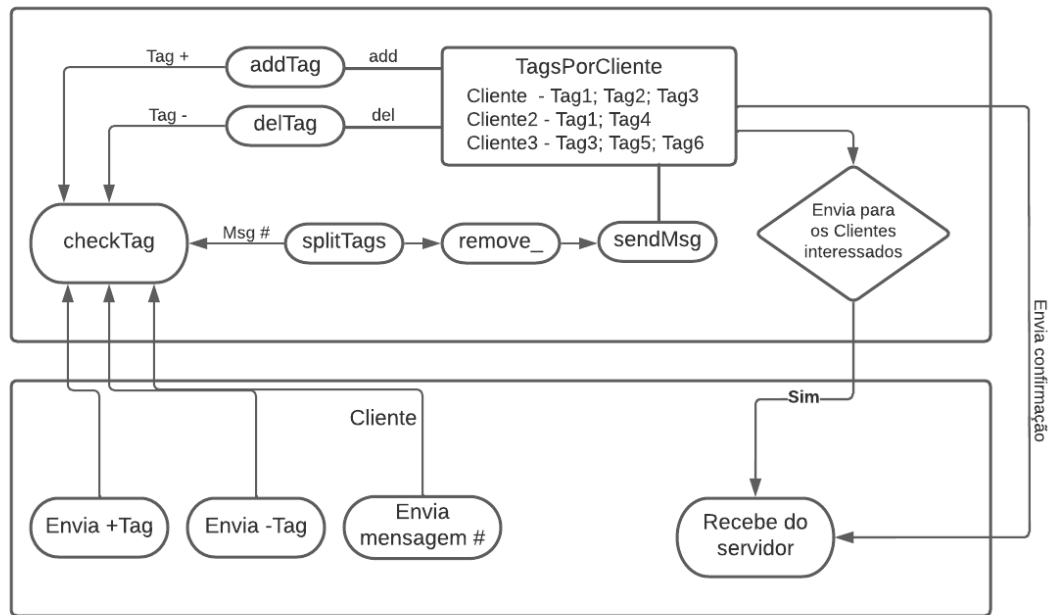 Tag +
addTag
add
TagsPorCliente
Cliente - Tag1; Tag2; Tag3
Cliente2 - Tag1; Tag4
Cliente3 - Tag3; Tag5; Tag6
Tag -
delTag
del
checkTag
Msg #
splitTags
remove_
sendMsg
Envia para
os Clientes
interessados
Envia confirmação
Sim
Cliente
Envia +Tag
Envia -Tag
Envia
mensagem #
Recebe do
servidor